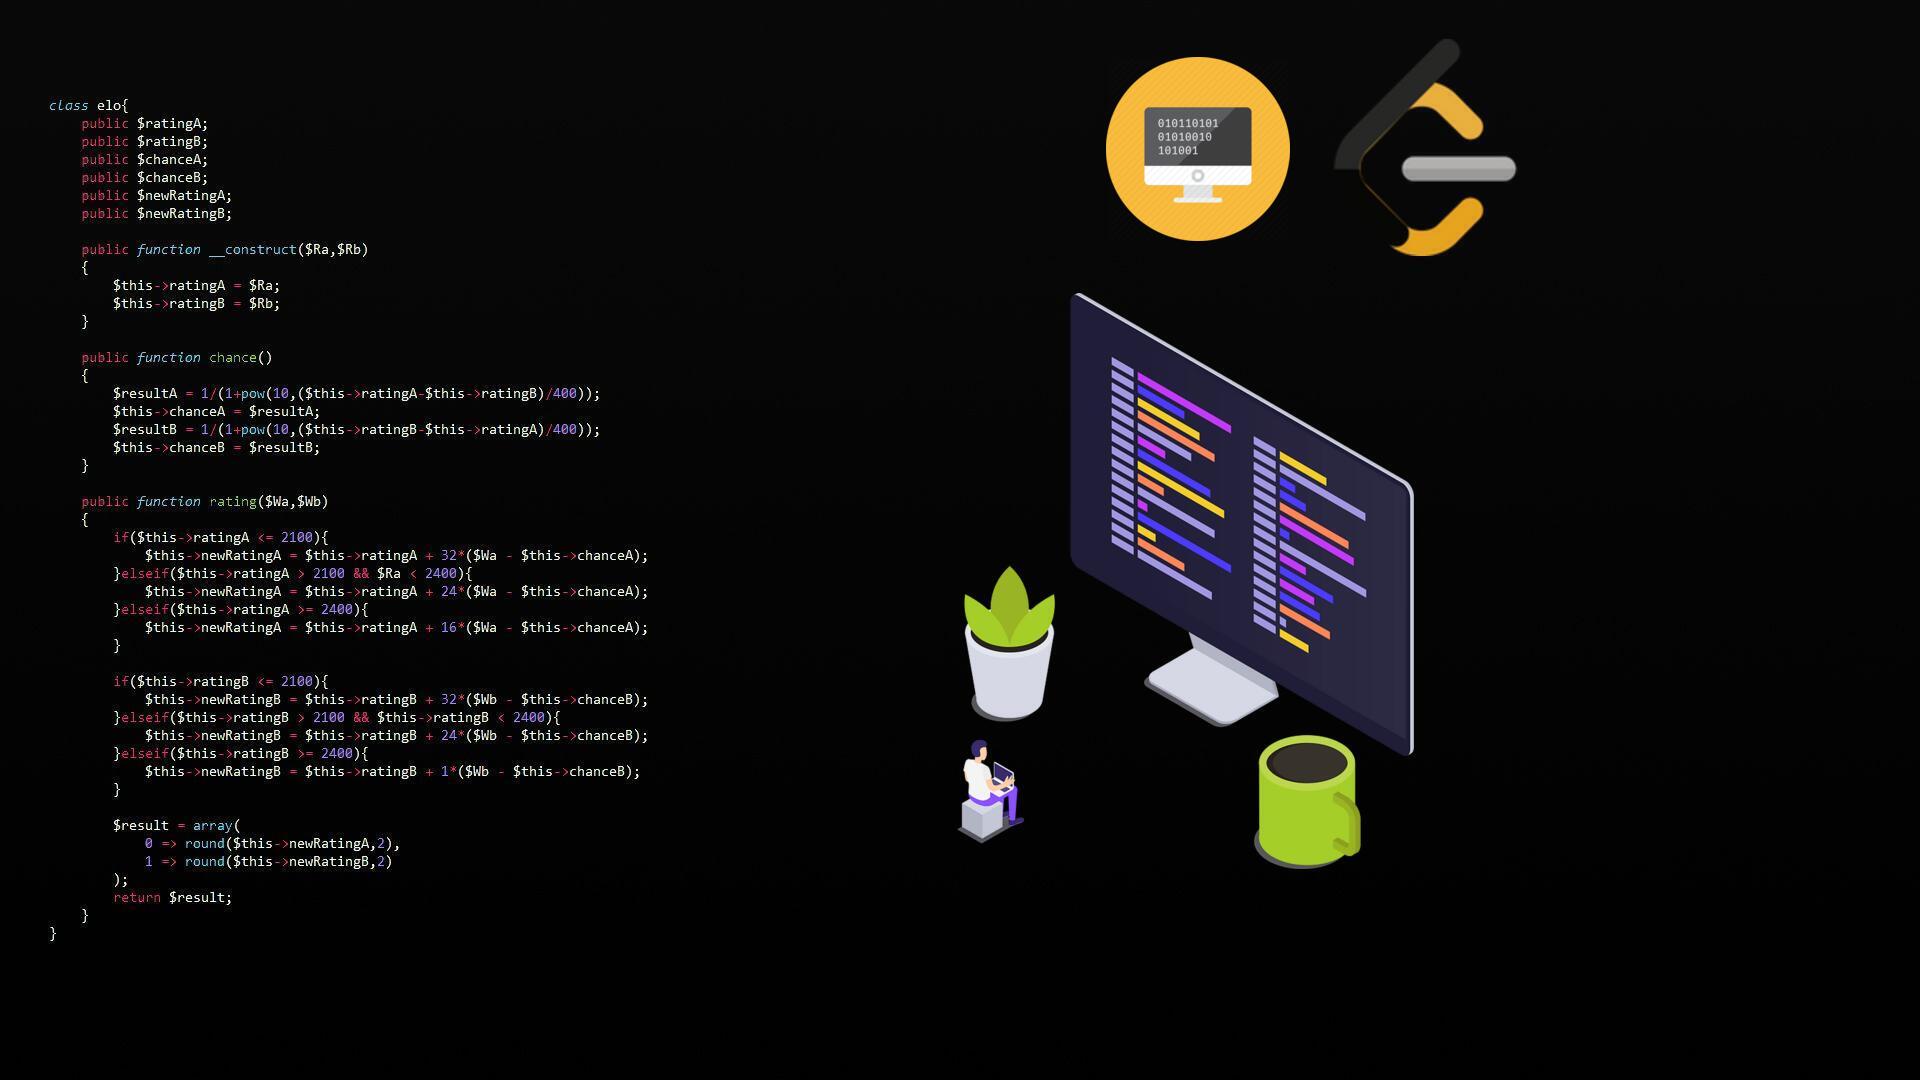 class elo{
    public $ratingA;
    public $ratingB;
    public $chanceA;
    public $chanceB;
    public $newRatingA;
    public $newRatingB;

    public function __construct($Ra,$Rb)
    {
        $this->ratingA = $Ra;
        $this->ratingB = $Rb;
    }

    public function chance()
    {
        $resultA = 1/(1+pow(10,($this->ratingA-$this->ratingB)/400));
        $this->chanceA = $resultA;
        $resultB = 1/(1+pow(10,($this->ratingB-$this->ratingA)/400));
        $this->chanceB = $resultB;
    }

    public function rating($Wa,$Wb)
    {
        if($this->ratingA <= 2100){
            $this->newRatingA = $this->ratingA + 32*($Wa - $this->chanceA);
        }elseif($this->ratingA > 2100 && $Ra < 2400){
            $this->newRatingA = $this->ratingA + 24*($Wa - $this->chanceA);
        }elseif($this->ratingA >= 2400){
            $this->newRatingA = $this->ratingA + 16*($Wa - $this->chanceA);
        }

        if($this->ratingB <= 2100){
            $this->newRatingB = $this->ratingB + 32*($Wb - $this->chanceB);
        }elseif($this->ratingB > 2100 && $this->ratingB < 2400){
            $this->newRatingB = $this->ratingB + 24*($Wb - $this->chanceB);
        }elseif($this->ratingB >= 2400){
            $this->newRatingB = $this->ratingB + 1*($Wb - $this->chanceB);
        }

        $result = array(
            0 => round($this->newRatingA,2),
            1 => round($this->newRatingB,2)
        );
        return $result;
    }
}
010110101
01010010
101001